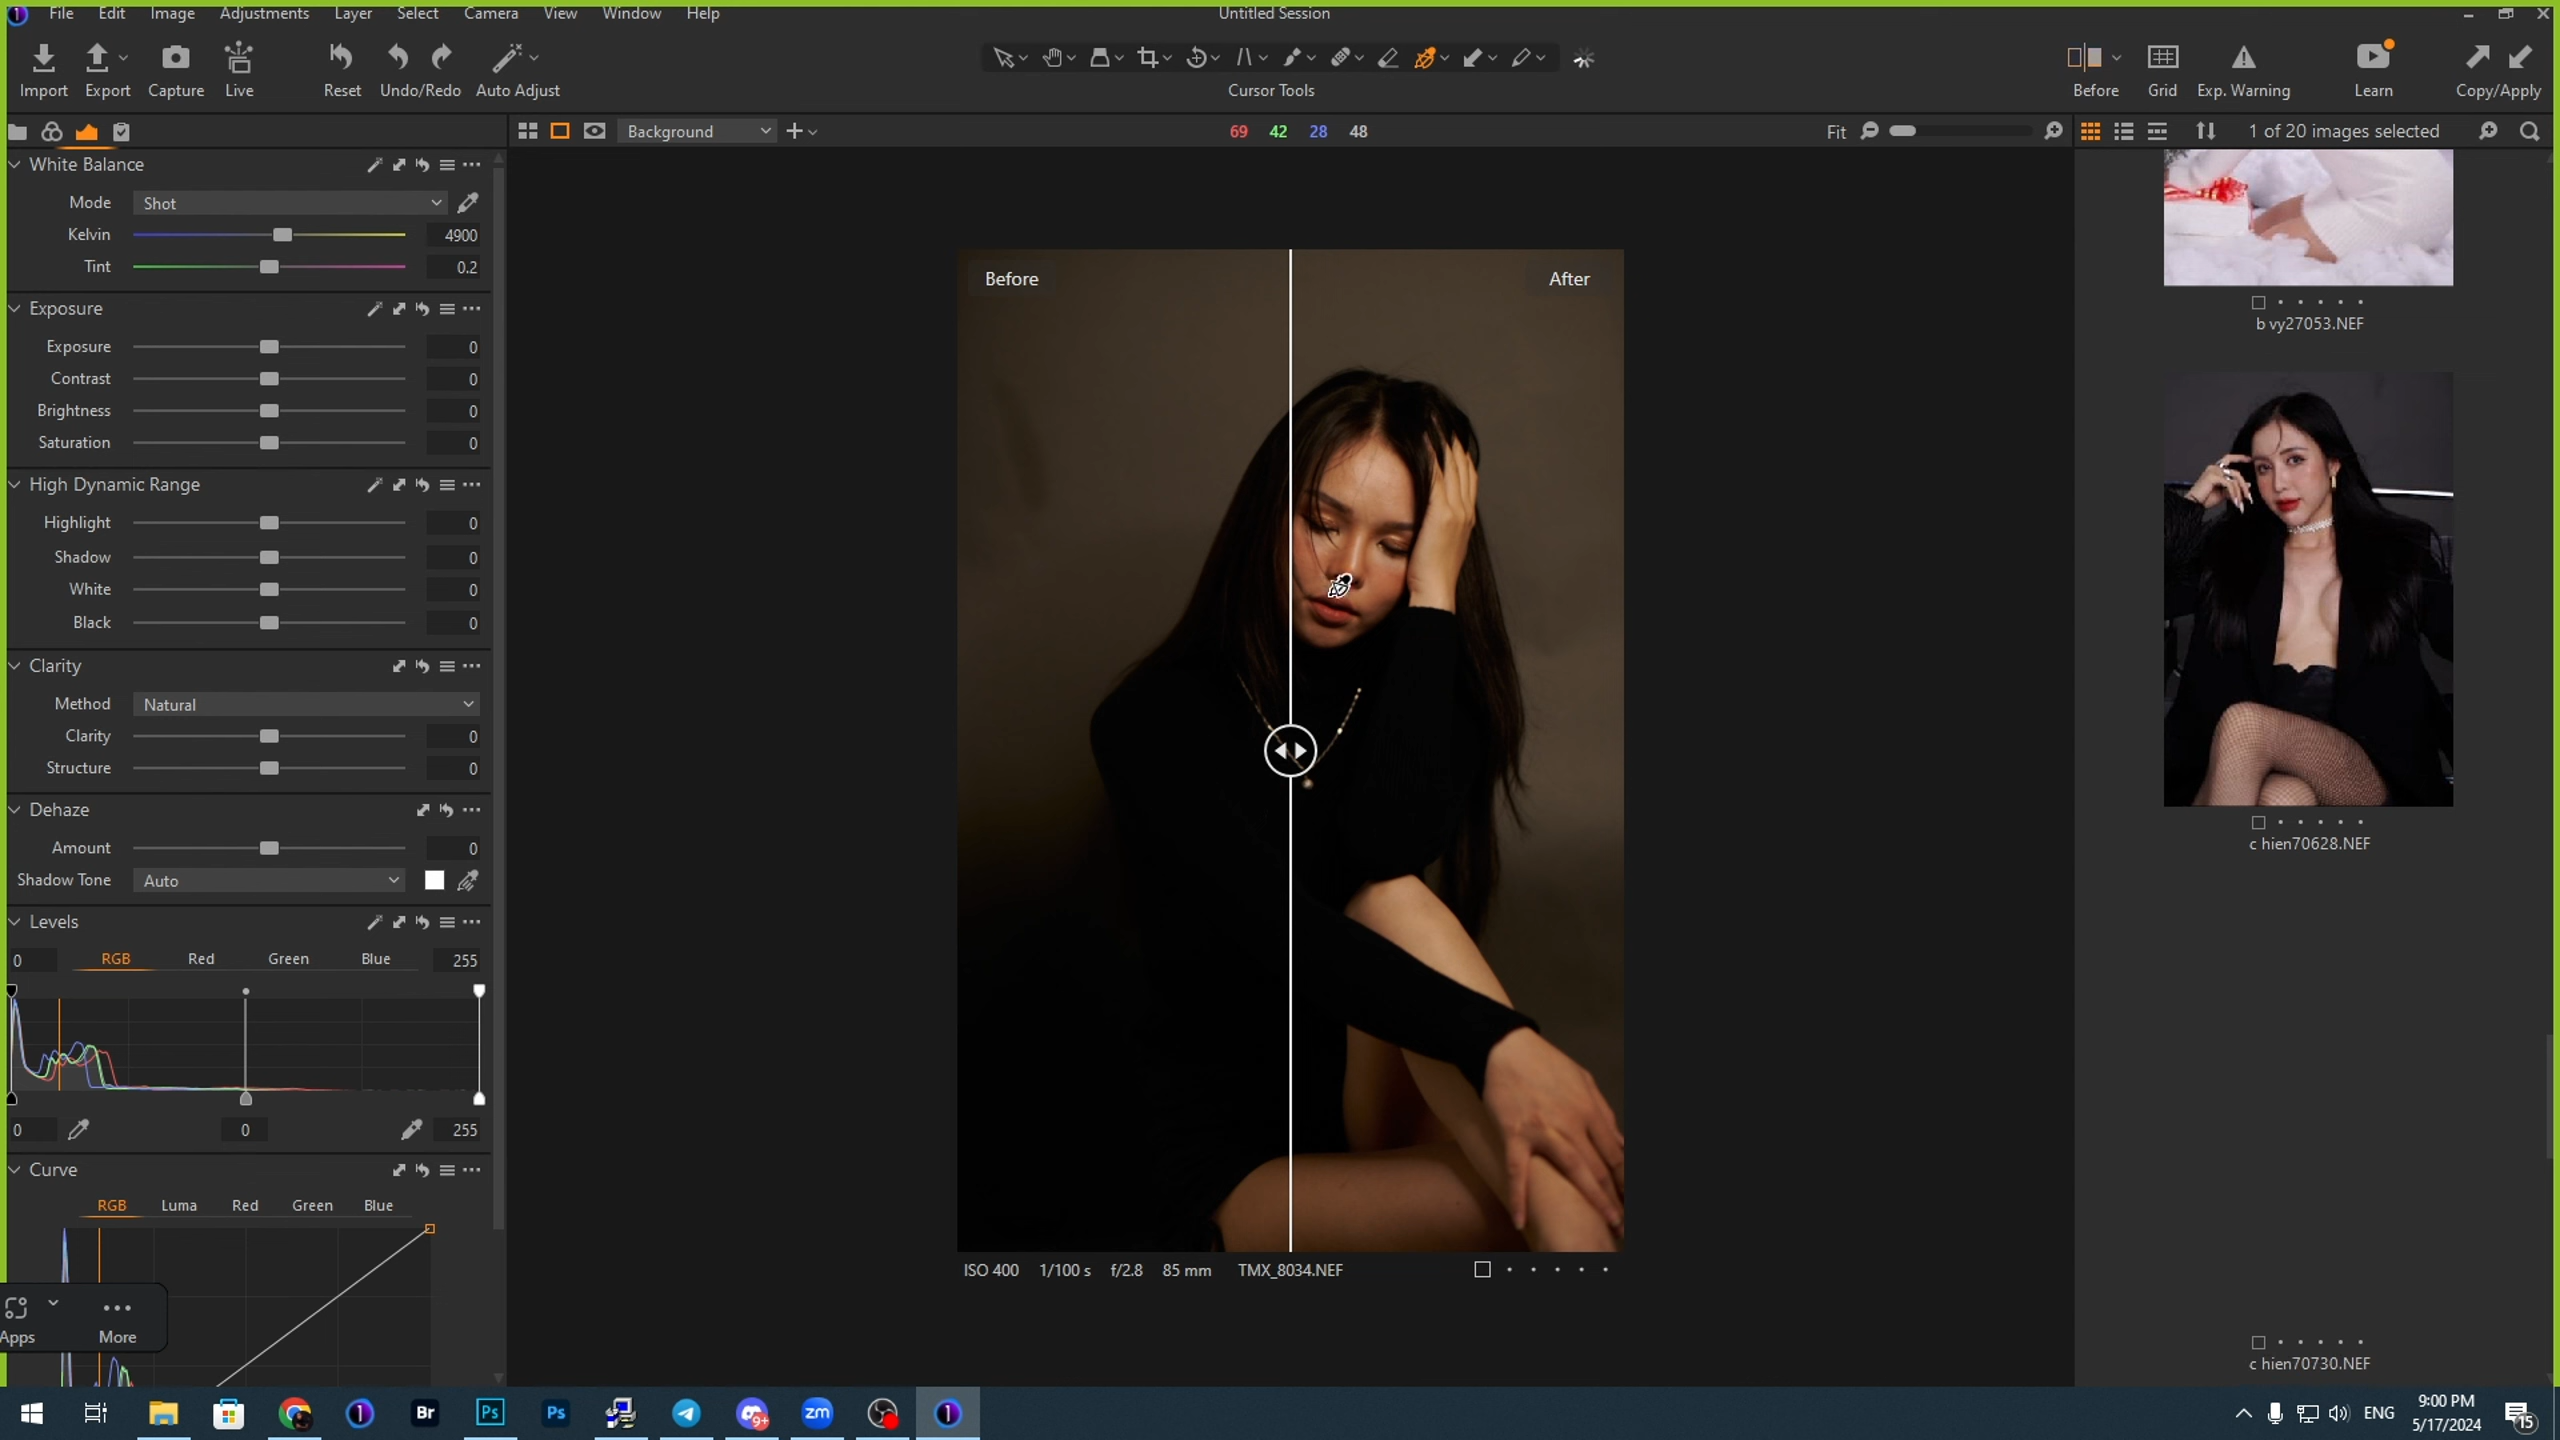 File Edit Image Adjustments Layer Select Camera View Window Help
Untitled Session
Import Export Capture Live Reset Undo/Redo Auto Adjust
Cursor Tools
Before Grid Exp. Warning Learn Copy/Apply
Background
69 42 28 48
Fit
1 of 20 images selected
White Balance
Mode Shot
Kelvin 4900
Tint 0.2
Exposure
Exposure 0
Contrast 0
Brightness 0
Saturation 0
High Dynamic Range
Highlight 0
Shadow 0
White 0
Black 0
Clarity
Method Natural
Clarity 0
Structure 0
Dehaze
Amount 0
Shadow Tone Auto
Levels
0 RGB Red Green Blue 255
0 0 255
Curve
RGB Luma Red Green Blue
Apps More
Before
After
ISO 400 1/100 s f/2.8 85 mm TMX_8034.NEF
b vy27053.NEF
c hien70628.NEF
c hien70730.NEF
Br Ps Ps 9+ zm
ENG
9:00 PM
5/17/2024
15